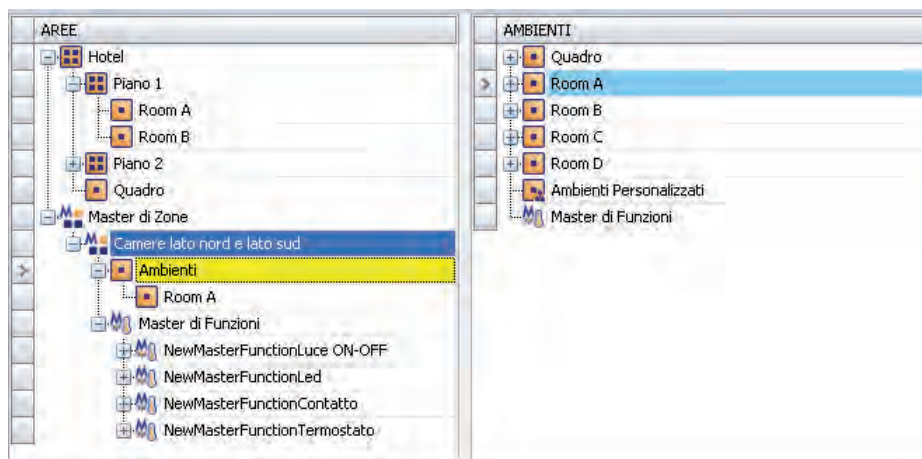 AREE
Hotel
Piano 1
Room A
Room B
Piano 2
Quadro
Master di Zone
Camere lato nord e lato sud
Ambienti
Room A
Master di Funzioni
NewMasterFunctionLuce ON-OFF
NewMasterFunctionLed
NewMasterFunctionContatto
NewMasterFunctionTermostato
AMBIENTI
Quadro
Room A
Room B
Room C
Room D
Ambienti Personalizzati
Master di Funzioni